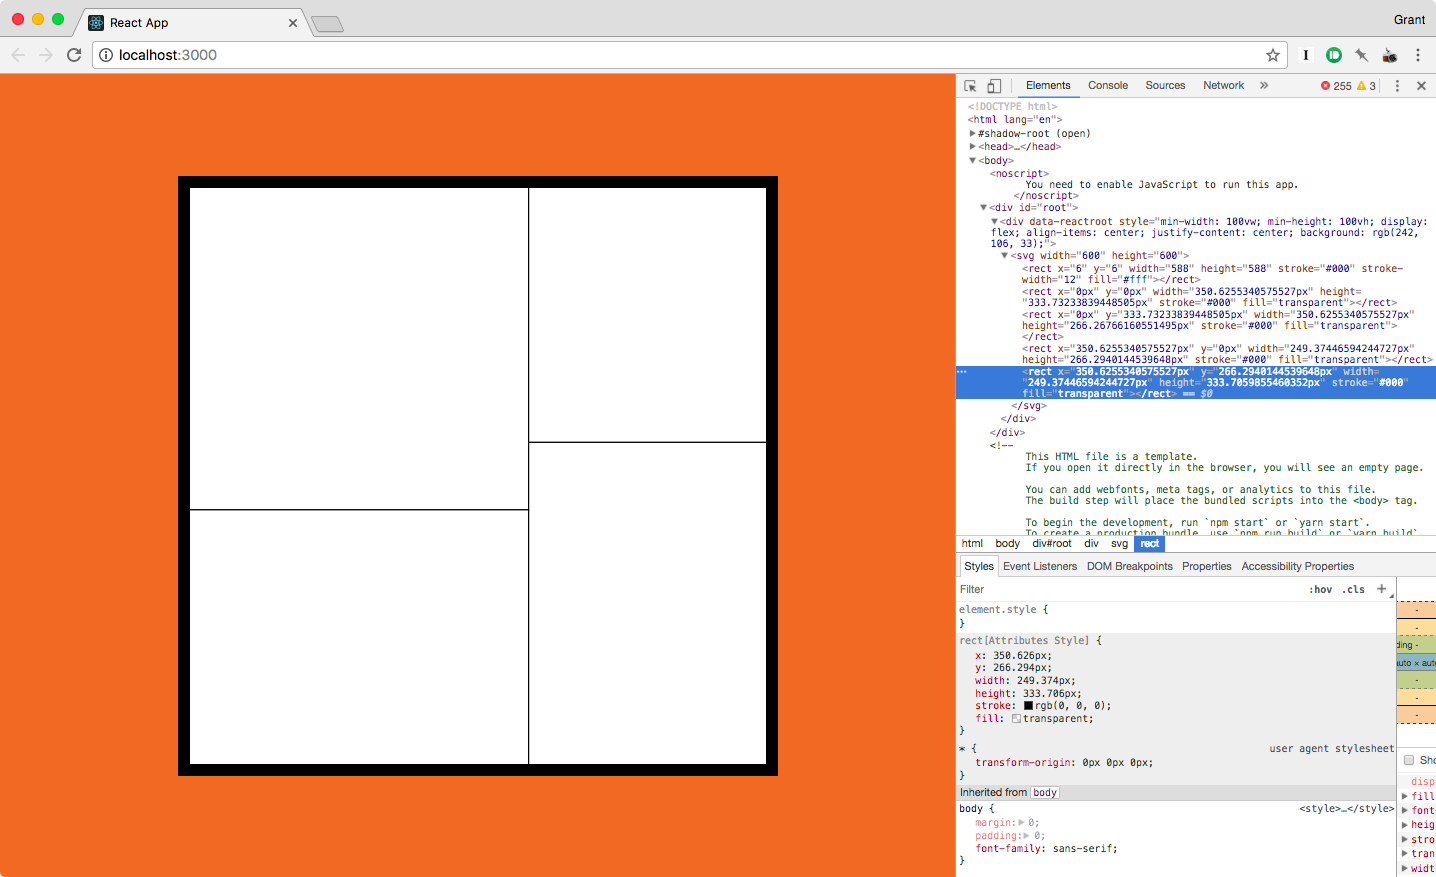 React App
Grant
localhost:3000
Elements Console Sources Network » 255 3
<!DOCTYPE html>
<html lang="en">
#shadow-root (open)
<head>…</head>
<body>
<noscript>
You need to enable JavaScript to run this app.
</noscript>
<div id="root">
<div data-reactroot style="min-width: 100vw; min-height: 100vh; display:
flex; align-items: center; justify-content: center; background: rgb(242,
106, 33);">
<svg width="600" height="600">
<rect x="6" y="6" width="588" height="588" stroke="#000" stroke-
width="12" fill="#fff"></rect>
<rect x="0px" y="0px" width="350.6255340575527px" height=
"333.73233839448505px" stroke="#000" fill="transparent"></rect>
<rect x="0px" y="333.73233839448505px" width="350.6255340575527px"
height="266.26766160551495px" stroke="#000" fill="transparent">
</rect>
<rect x="350.6255340575527px" y="0px" width="249.37446594244727px"
height="266.2940144539648px" stroke="#000" fill="transparent"></rect>
<rect x="350.6255340575527px" y="266.2940144539648px" width=
"249.37446594244727px" height="333.7059855460352px" stroke="#000"
fill="transparent"></rect> == $0
</svg>
</div>
</div>
<!--
This HTML file is a template.
If you open it directly in the browser, you will see an empty page.
You can add webfonts, meta tags, or analytics to this file.
The build step will place the bundled scripts into the <body> tag.
To begin the development, run `npm start` or `yarn start`.
To create a production bundle, use `npm run build` or `yarn build`
html body div#root div svg rect
Styles Event Listeners DOM Breakpoints Properties Accessibility Properties
Filter :hov .cls +
element.style {
}
rect[Attributes Style] {
x: 350.626px;
y: 266.294px;
width: 249.374px;
height: 333.706px;
stroke: rgb(0, 0, 0);
fill: transparent;
}
* { user agent stylesheet
transform-origin: 0px 0px 0px;
}
Inherited from body
body { <style>…</style>
margin: 0;
padding: 0;
font-family: sans-serif;
}
-
-
ding -
auto × aut
-
-
-
Sho
disp
fill
font-
heig
stro
tran
widt